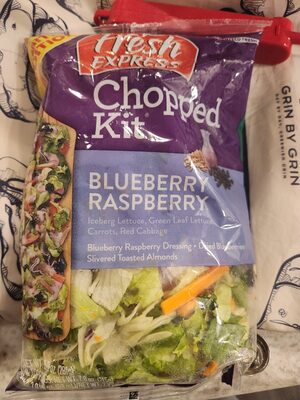 Fresh
EXPRESS
Chopped
Kit
BLUEBERRY
RASPBERRY
Iceberg Lettuce, Green Leaf Lettuce,
Carrots, Red Cabbage
Blueberry Raspberry Dressing • Dried Blueberries
Slivered Toasted Almonds
GRIN BY GRIN